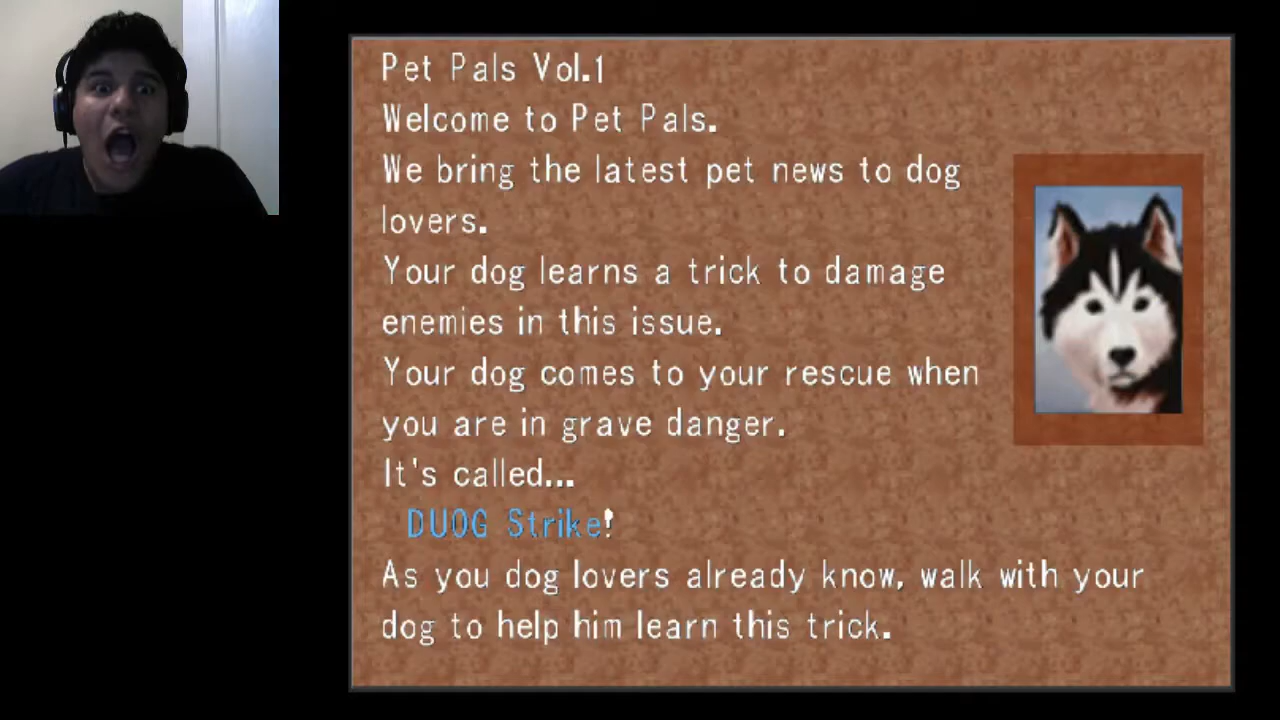 Pet Pals Vol.1
Welcome to Pet Pals.
We bring the latest pet news to dog
lovers.
Your dog learns a trick to damage
enemies in this issue.
Your dog comes to your rescue when
you are in grave danger.
It's called...
DUOG Strike!
As you dog lovers already know, walk with your
dog to help him learn this trick.